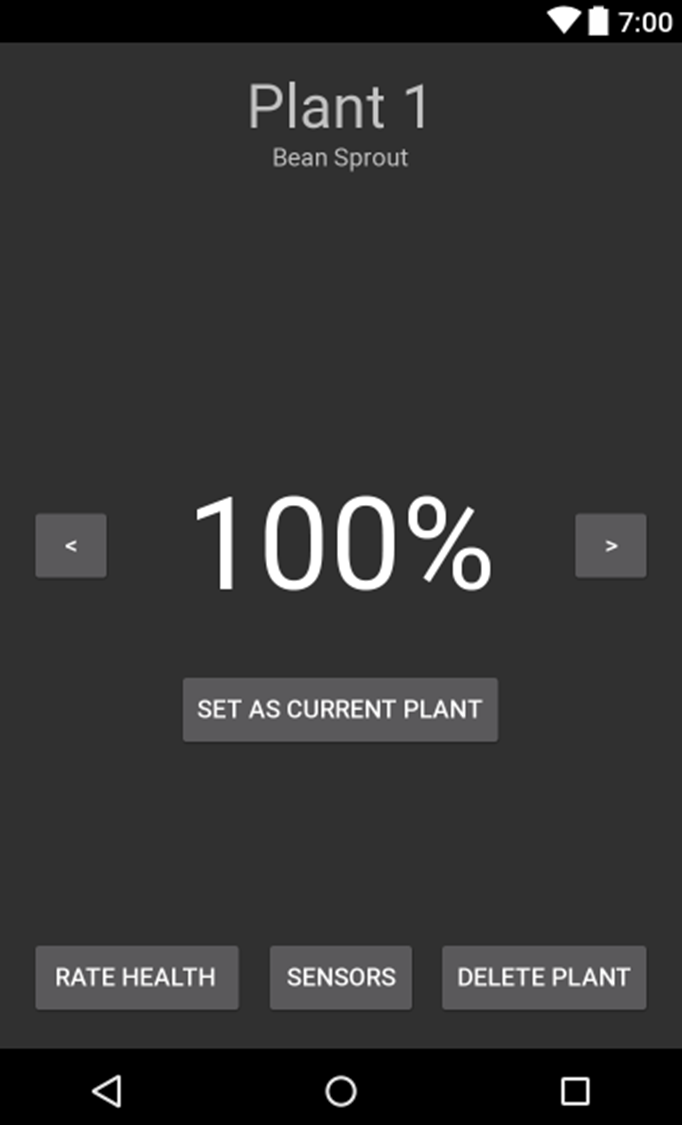 7:00
Plant 1
Bean Sprout
< 100% >
SET AS CURRENT PLANT
RATE HEALTH SENSORS DELETE PLANT